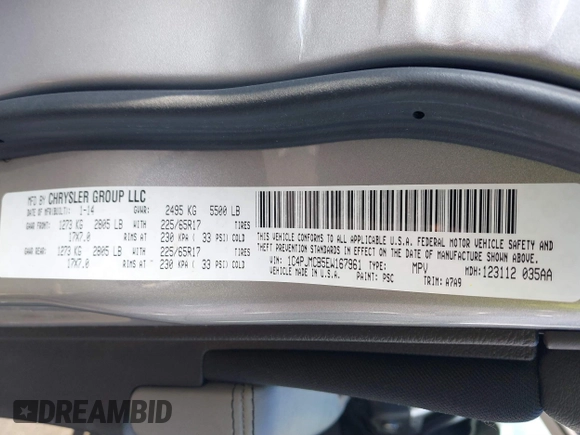 MFD BY CHRYSLER GROUP LLC
DATE OF MFR/BUILT: 1-14 GVWR: 2495 KG 5500 LB
GAWR FRONT: 1273 KG 2805 LB WITH 225/65R17 TIRES
17X7.0 RIMS AT 230 KPA ( 33 PSI) COLD
GAWR REAR: 1273 KG 2805 LB WITH 225/65R17 TIRES
17X7.0 RIMS AT 230 KPA ( 33 PSI) COLD
THIS VEHICLE CONFORMS TO ALL APPLICABLE U.S.A. FEDERAL MOTOR VEHICLE SAFETY AND
THEFT PREVENTION STANDARDS IN EFFECT ON THE DATE OF MANUFACTURE SHOWN ABOVE.
VIN: 1C4PJMCB5EW167961 TYPE: MPV MDH: 123112 035AA
PAINT: PSC TRIM: A7A9
DREAMBID